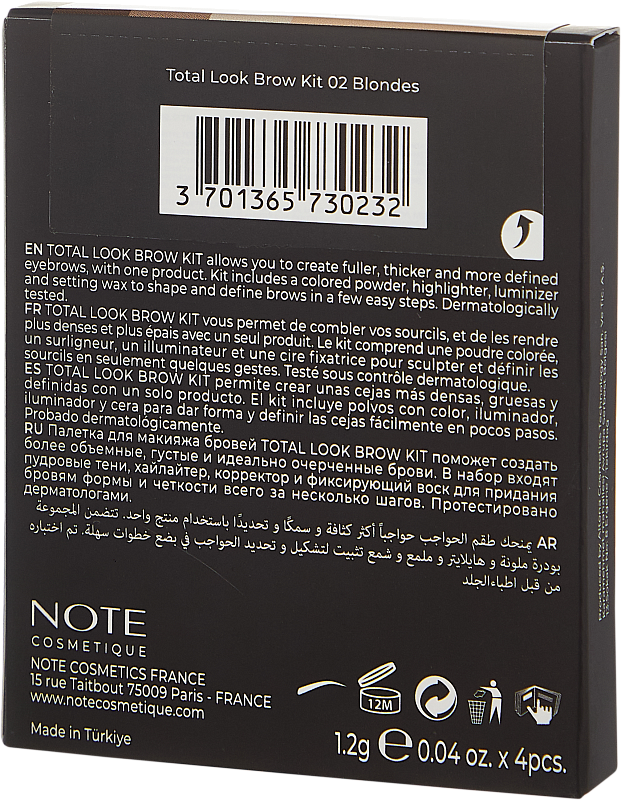 Total Look Brow Kit 02 Blondes
3 701365 730232
EN TOTAL LOOK BROW KIT allows you to create fuller, thicker and more defined
eyebrows, with one product. Kit includes a colored powder, highlighter, luminizer
and setting wax to shape and define brows in a few easy steps. Dermatologically
tested.
FR TOTAL LOOK BROW KIT vous permet de combler vos sourcils, et de les rendre
plus denses et plus épais avec un seul produit. Le kit comprend une poudre colorée,
un surligneur, un illuminateur et une cire fixatrice pour sculpter et définir les
sourcils en seulement quelques gestes. Testé sous contrôle dermatologique.
ES TOTAL LOOK BROW KIT permite crear unas cejas más densas, gruesas y
definidas con un solo producto. El kit incluye polvos con color, iluminador,
iluminador y cera para dar forma y definir las cejas fácilmente en pocos pasos.
Probado dermatológicamente.
RU Палетка для макияжа бровей TOTAL LOOK BROW KIT поможет создать
более объемные, густые и идеально очерченные брови. В набор входят
пудровые тени, хайлайтер, корректор и фиксирующий воск для придания
бровям формы и четкости всего за несколько шагов. Протестировано
дерматологами.
AR يمنحك طقم الحواجب حواجباً أكثر كثافة و سمكًا و تحديدًا باستخدام منتج واحد. تتضمن المجموعة
بودرة ملونة و هايلايتر و ملمع و شمع تثبيت لتشكيل و تحديد الحواجب في بضع خطوات سهلة. تم اختباره
من قبل اطباءالجلد
NOTE
COSMETIQUE
NOTE COSMETICS FRANCE
15 rue Taitbout 75009 Paris - FRANCE
www.notecosmetique.com
Made in Türkiye
12M
1.2g ℮ 0.04 oz. x 4pcs.